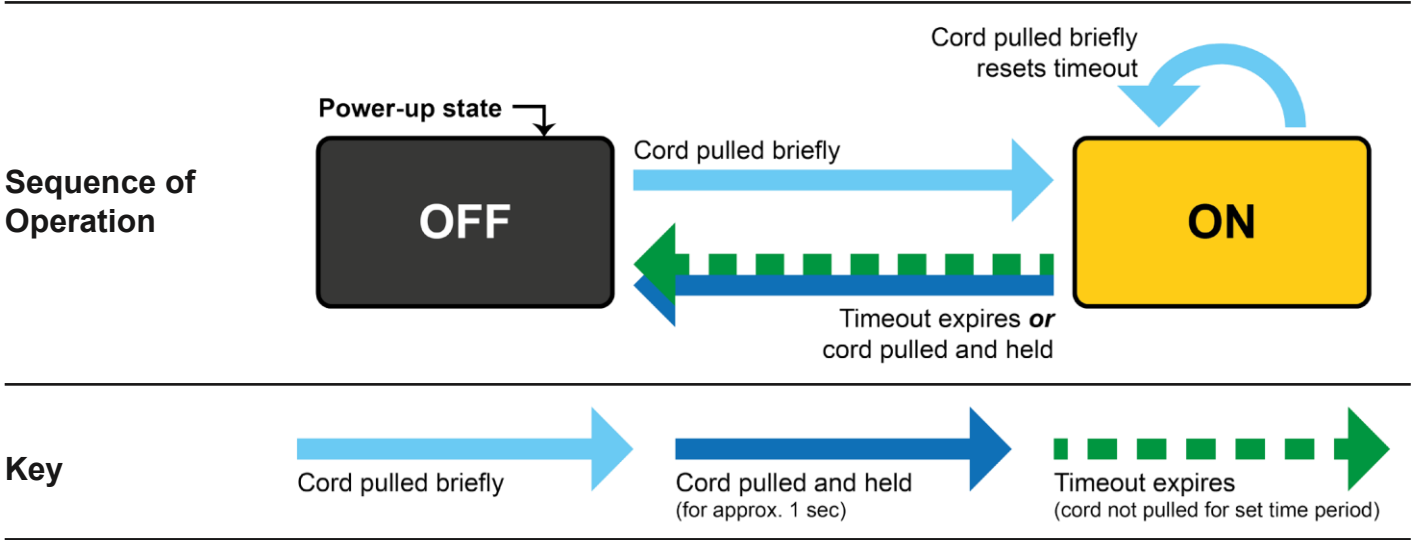 Cord pulled briefly
resets timeout
Power-up state
Cord pulled briefly
Sequence of
Operation
OFF
ON
Timeout expires or
cord pulled and held
Key
Cord pulled briefly
Cord pulled and held
(for approx. 1 sec)
Timeout expires
(cord not pulled for set time period)